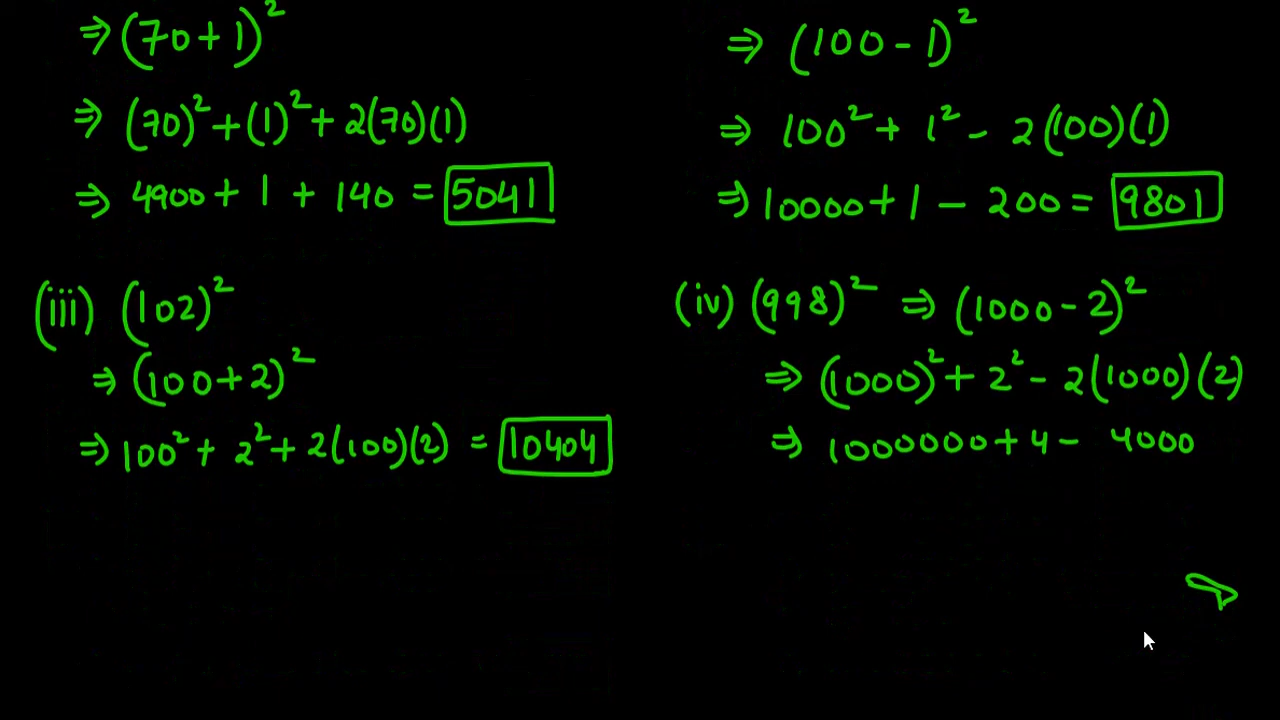 ⇒ (70+1)²
⇒ (70)² + (1)² + 2(70)(1)
⇒ 4900 + 1 + 140 = 5041
⇒ (100-1)²
⇒ 100² + 1² - 2(100)(1)
⇒ 10000 + 1 - 200 = 9801
(iii) (102)²
⇒ (100+2)²
⇒ 100² + 2² + 2(100)(2) = 10404
(iv) (998)² ⇒ (1000-2)²
⇒ (1000)² + 2² - 2(1000)(2)
⇒ 1000000 + 4 - 4000